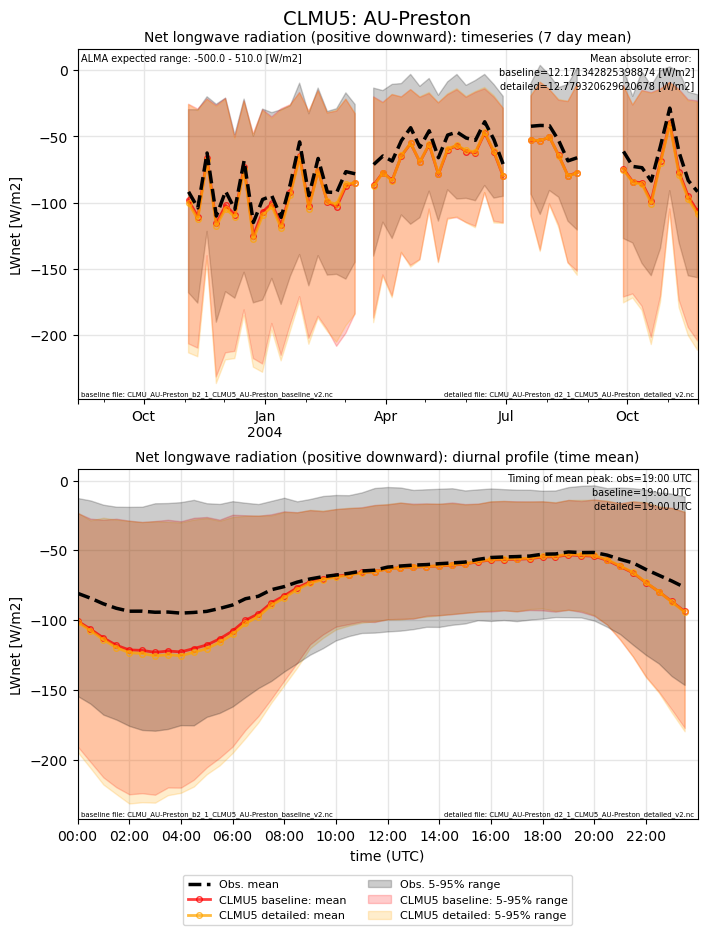 CLMU5: AU-Preston
Net longwave radiation (positive downward): timeseries (7 day mean)
ALMA expected range: -500.0 - 510.0 [W/m2]
Mean absolute error:
baseline=12.171342825398874 [W/m2]
detailed=12.779320629620678 [W/m2]
0
−50
−100
−150
−200
LWnet [W/m2]
baseline file: CLMU_AU-Preston_b2_1_CLMU5_AU-Preston_baseline_v2.nc
detailed file: CLMU_AU-Preston_d2_1_CLMU5_AU-Preston_detailed_v2.nc
Oct Jan Apr Jul Oct
2004
Net longwave radiation (positive downward): diurnal profile (time mean)
Timing of mean peak: obs=19:00 UTC
baseline=19:00 UTC
detailed=19:00 UTC
0
−50
−100
−150
−200
LWnet [W/m2]
baseline file: CLMU_AU-Preston_b2_1_CLMU5_AU-Preston_baseline_v2.nc
detailed file: CLMU_AU-Preston_d2_1_CLMU5_AU-Preston_detailed_v2.nc
00:00 02:00 04:00 06:00 08:00 10:00 12:00 14:00 16:00 18:00 20:00 22:00
time (UTC)
Obs. mean
CLMU5 baseline: mean
CLMU5 detailed: mean
Obs. 5-95% range
CLMU5 baseline: 5-95% range
CLMU5 detailed: 5-95% range